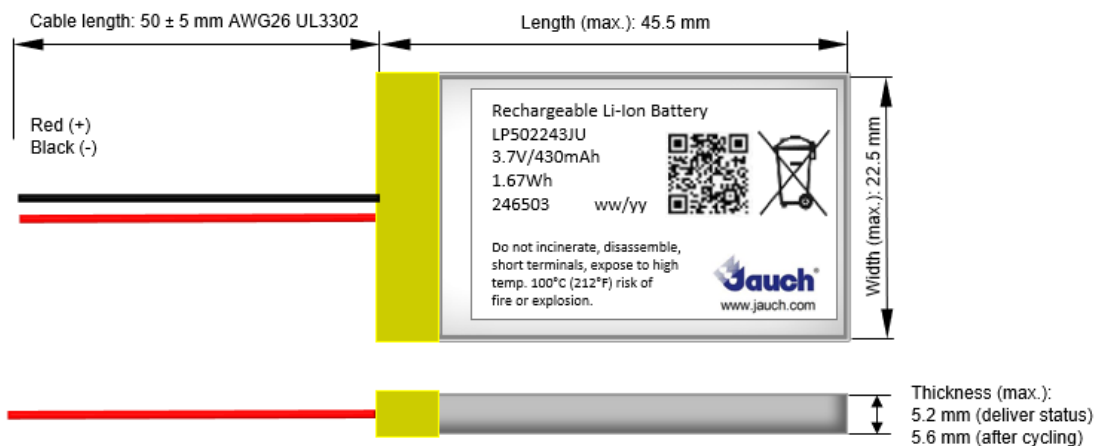 Cable length: 50 ± 5 mm AWG26 UL3302
Length (max.): 45.5 mm
Red (+)
Black (-)
Rechargeable Li-Ion Battery
LP502243JU
3.7V/430mAh
1.67Wh
246503 ww/yy
Do not incinerate, disassemble,
short terminals, expose to high
temp. 100°C (212°F) risk of
fire or explosion.
Jauch®
www.jauch.com
Width (max.): 22.5 mm
Thickness (max.):
5.2 mm (deliver status)
5.6 mm (after cycling)